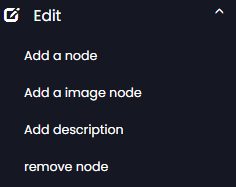 Edit
Add a node
Add a image node
Add description
remove node